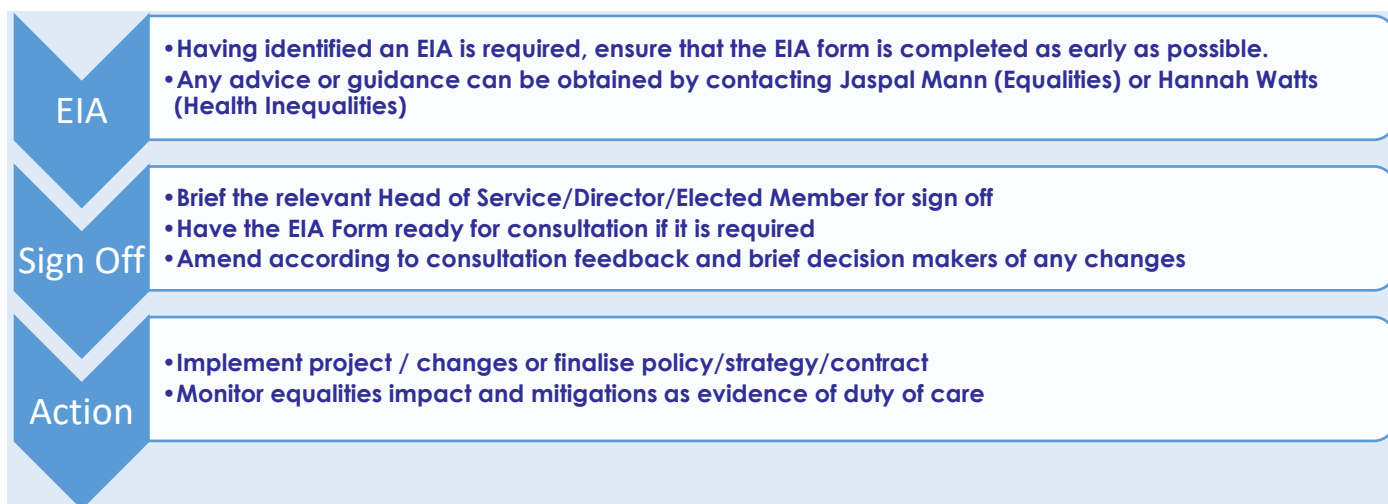 EIA
•Having identified an EIA is required, ensure that the EIA form is completed as early as possible.
•Any advice or guidance can be obtained by contacting Jaspal Mann (Equalities) or Hannah Watts
(Health Inequalities)
Sign Off
•Brief the relevant Head of Service/Director/Elected Member for sign off
•Have the EIA Form ready for consultation if it is required
•Amend according to consultation feedback and brief decision makers of any changes
Action
•Implement project / changes or finalise policy/strategy/contract
•Monitor equalities impact and mitigations as evidence of duty of care